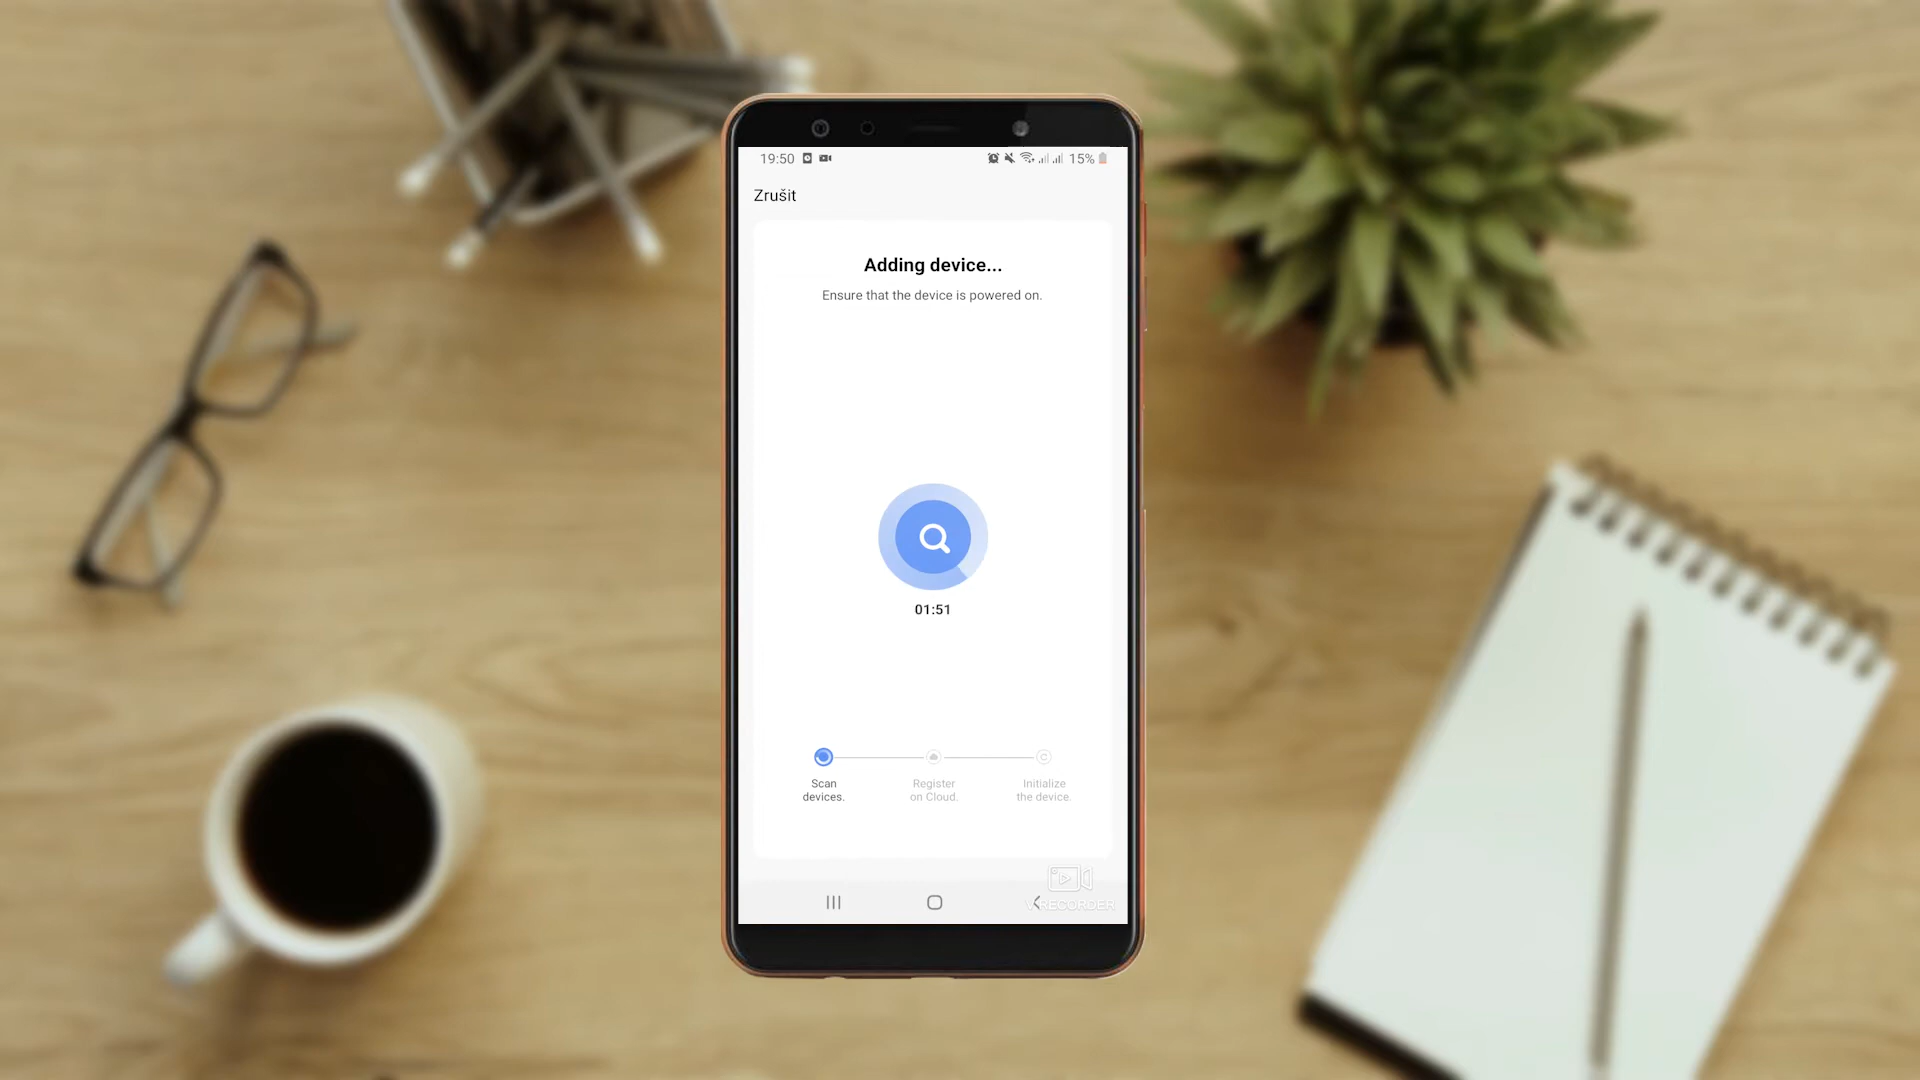 19:50
15%
Zrušit
Adding device...
Ensure that the device is powered on.
01:51
Scan
devices.
Register
on Cloud.
Initialize
the device.
VRECORDER